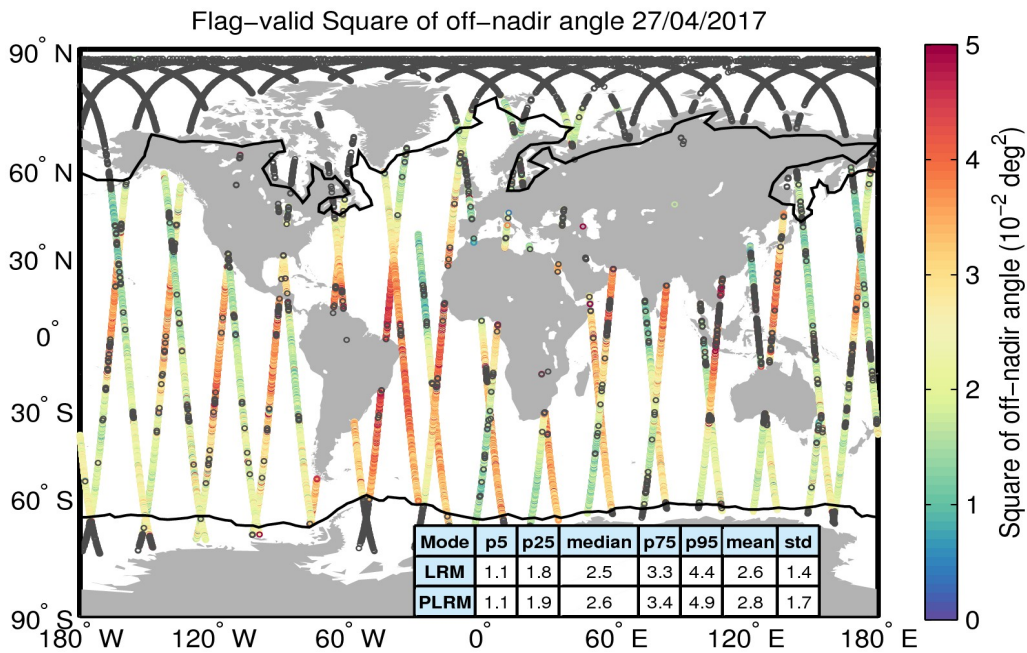 Flag−valid Square of off−nadir angle 27/04/2017
90° N
60° N
30° N
0°
30° S
60° S
90° S
180° W
120° W
60° W
0°
60° E
120° E
180° E
Mode p5 p25 median p75 p95 mean std
LRM 1.1 1.8 2.5 3.3 4.4 2.6 1.4
PLRM 1.1 1.9 2.6 3.4 4.9 2.8 1.7
5
4
3
2
1
0
Square of off−nadir angle (10⁻² deg²)